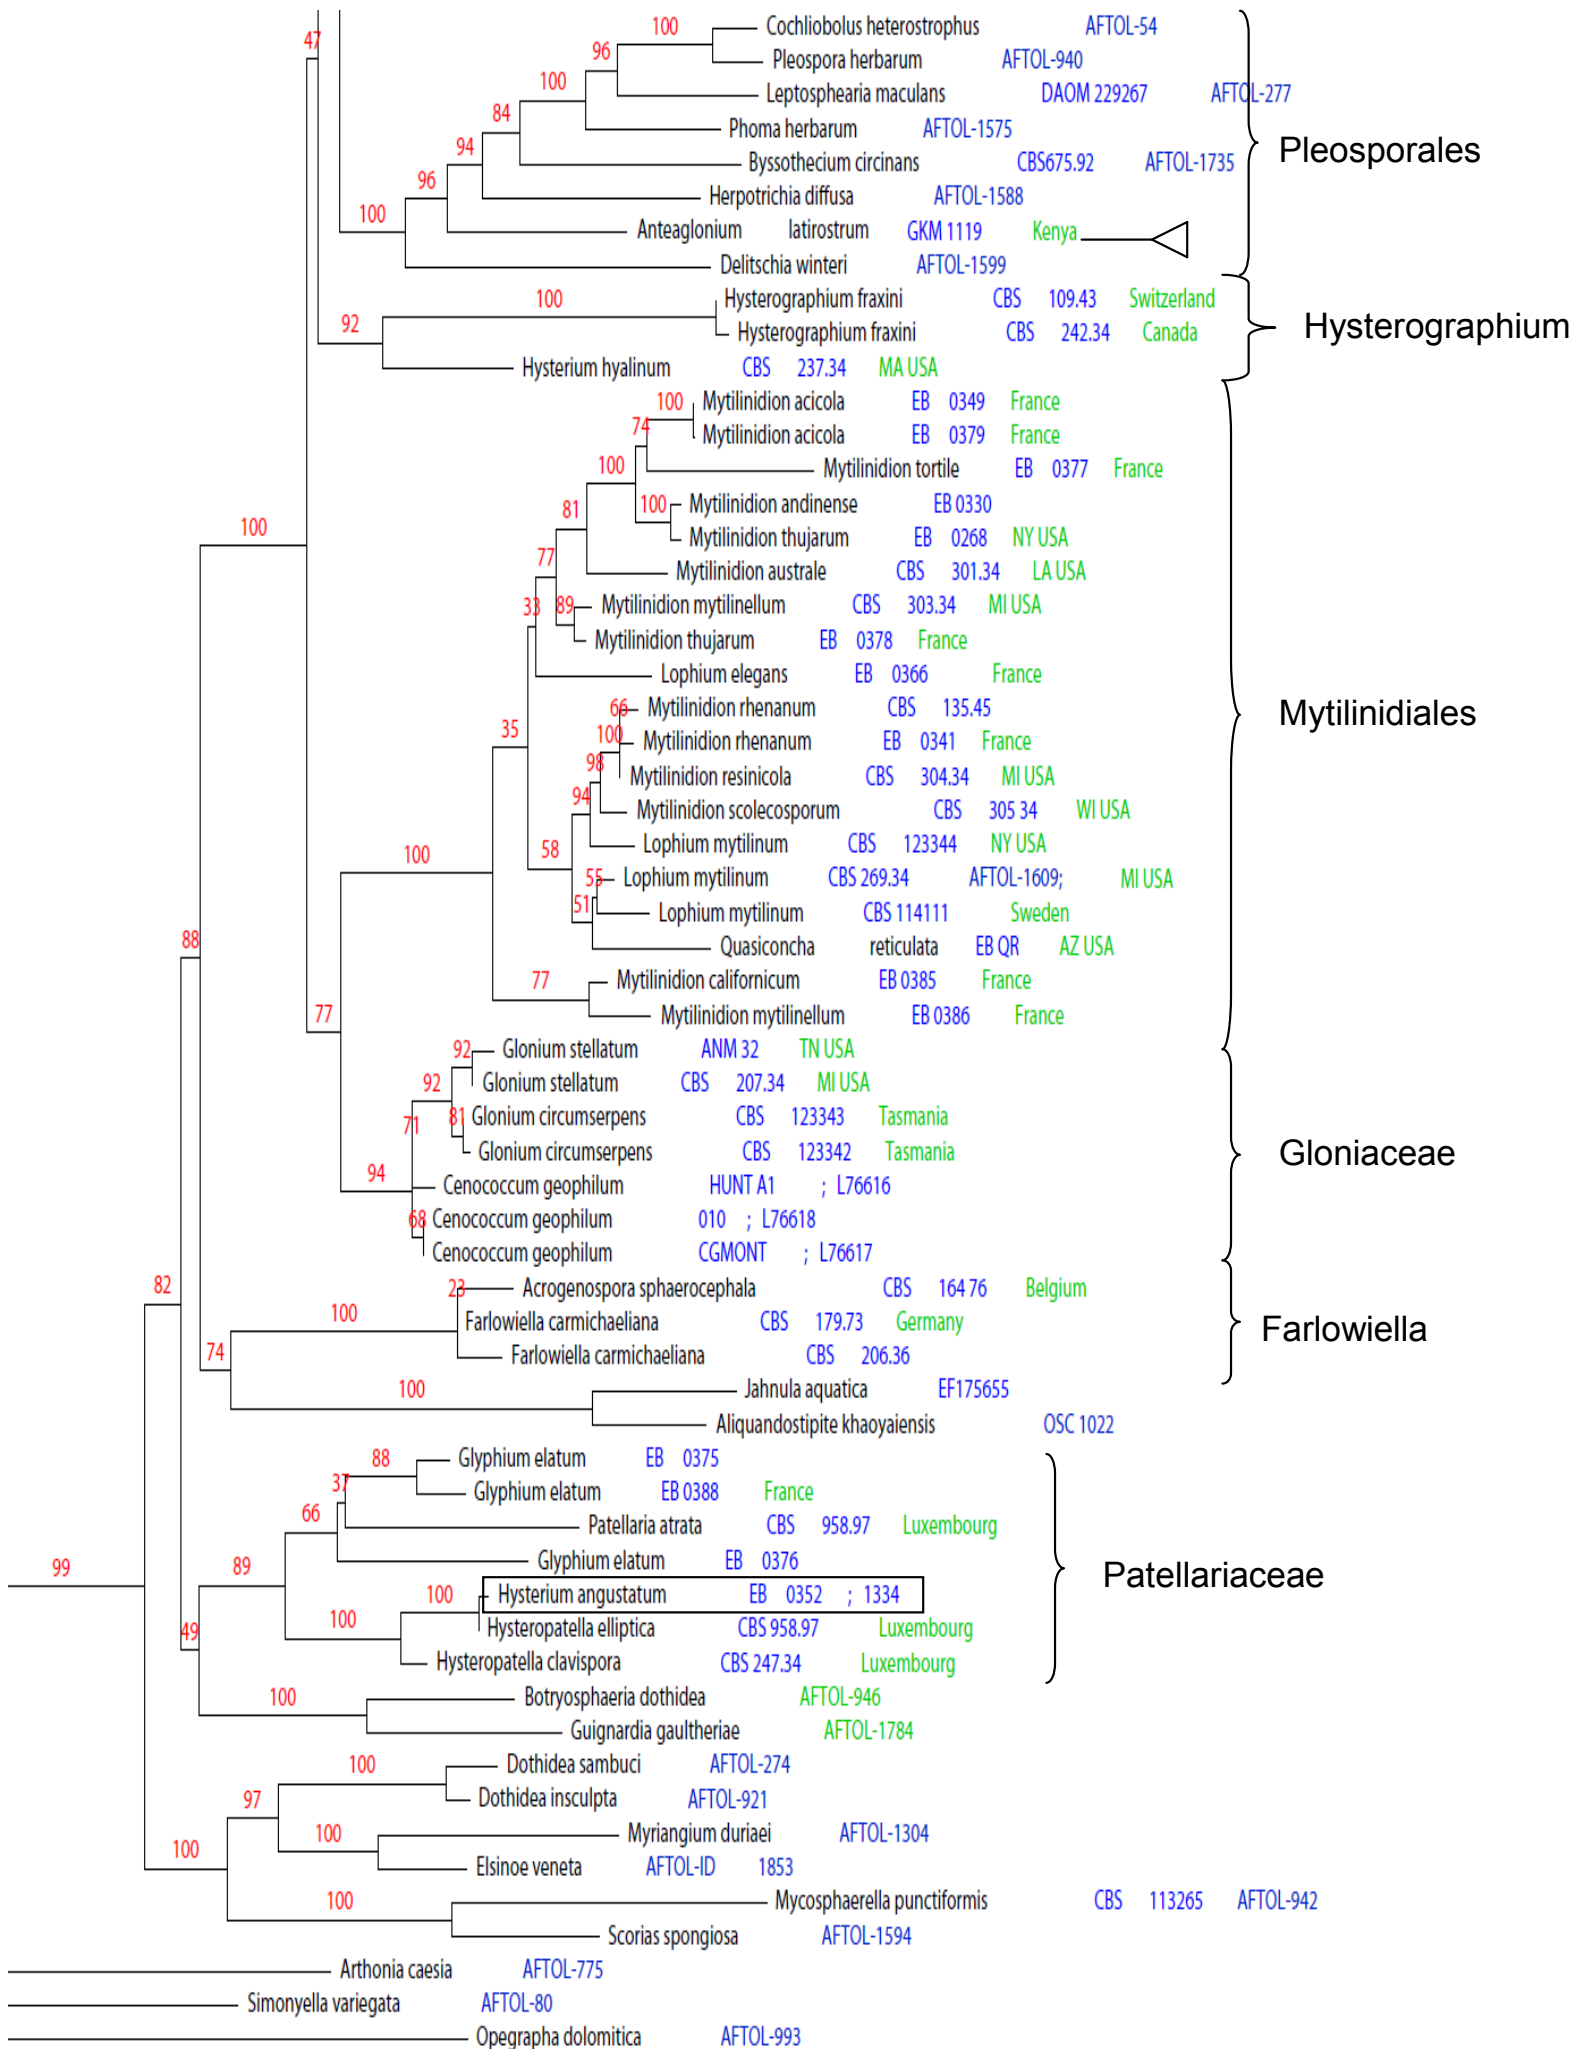 47
100 Cochliobolus heterostrophus AFTOL-54
96 Pleospora herbarum AFTOL-940
100 Leptosphearia maculans DAOM 229267 AFTOL-277
84 Phoma herbarum AFTOL-1575
Pleosporales
94 Byssothecium circinans CBS675.92 AFTOL-1735
96 Herpotrichia diffusa AFTOL-1588
100 Anteaglonium latirostrum GKM 1119 Kenya
Delitschia winteri AFTOL-1599
100 Hysterographium fraxini CBS 109.43 Switzerland
92 Hysterographium fraxini CBS 242.34 Canada
Hysterographium
Hysterium hyalinum CBS 237.34 MA USA
100 Mytilinidion acicola EB 0349 France
74 Mytilinidion acicola EB 0379 France
100 Mytilinidion tortile EB 0377 France
100 Mytilinidion andinense EB 0330
81 Mytilinidion thujarum EB 0268 NY USA
100
77 Mytilinidion australe CBS 301.34 LA USA
33 89 Mytilinidion mytilinellum CBS 303.34 MI USA
Mytilinidion thujarum EB 0378 France
Lophium elegans EB 0366 France
66 Mytilinidion rhenanum CBS 135.45
Mytilinidiales
35 100 Mytilinidion rhenanum EB 0341 France
98 Mytilinidion resinicola CBS 304.34 MI USA
94 Mytilinidion scolecosporum CBS 305 34 WI USA
58 Lophium mytilinum CBS 123344 NY USA
100
55 Lophium mytilinum CBS 269.34 AFTOL-1609; MI USA
51 Lophium mytilinum CBS 114111 Sweden
88 Quasiconcha reticulata EB QR AZ USA
77 Mytilinidion californicum EB 0385 France
77 Mytilinidion mytilinellum EB 0386 France
92 Glonium stellatum ANM 32 TN USA
92 Glonium stellatum CBS 207.34 MI USA
71 81 Glonium circumserpens CBS 123343 Tasmania
Glonium circumserpens CBS 123342 Tasmania
Gloniaceae
94 Cenococcum geophilum HUNT A1 ; L76616
68 Cenococcum geophilum 010 ; L76618
Cenococcum geophilum CGMONT ; L76617
82 23 Acrogenospora sphaerocephala CBS 164 76 Belgium
100 Farlowiella carmichaeliana CBS 179.73 Germany
Farlowiella
74 Farlowiella carmichaeliana CBS 206.36
100 Jahnula aquatica EF175655
Aliquandostipite khaoyaiensis OSC 1022
88 Glyphium elatum EB 0375
37 Glyphium elatum EB 0388 France
66 Patellaria atrata CBS 958.97 Luxembourg
99 89 Glyphium elatum EB 0376
Patellariaceae
100 Hysterium angustatum EB 0352 ; 1334
49 100 Hysteropatella elliptica CBS 958.97 Luxembourg
Hysteropatella clavispora CBS 247.34 Luxembourg
100 Botryosphaeria dothidea AFTOL-946
Guignardia gaultheriae AFTOL-1784
100 Dothidea sambuci AFTOL-274
97 Dothidea insculpta AFTOL-921
100 Myriangium duriaei AFTOL-1304
100 Elsinoe veneta AFTOL-ID 1853
100 Mycosphaerella punctiformis CBS 113265 AFTOL-942
Scorias spongiosa AFTOL-1594
Arthonia caesia AFTOL-775
Simonyella variegata AFTOL-80
Opegrapha dolomitica AFTOL-993